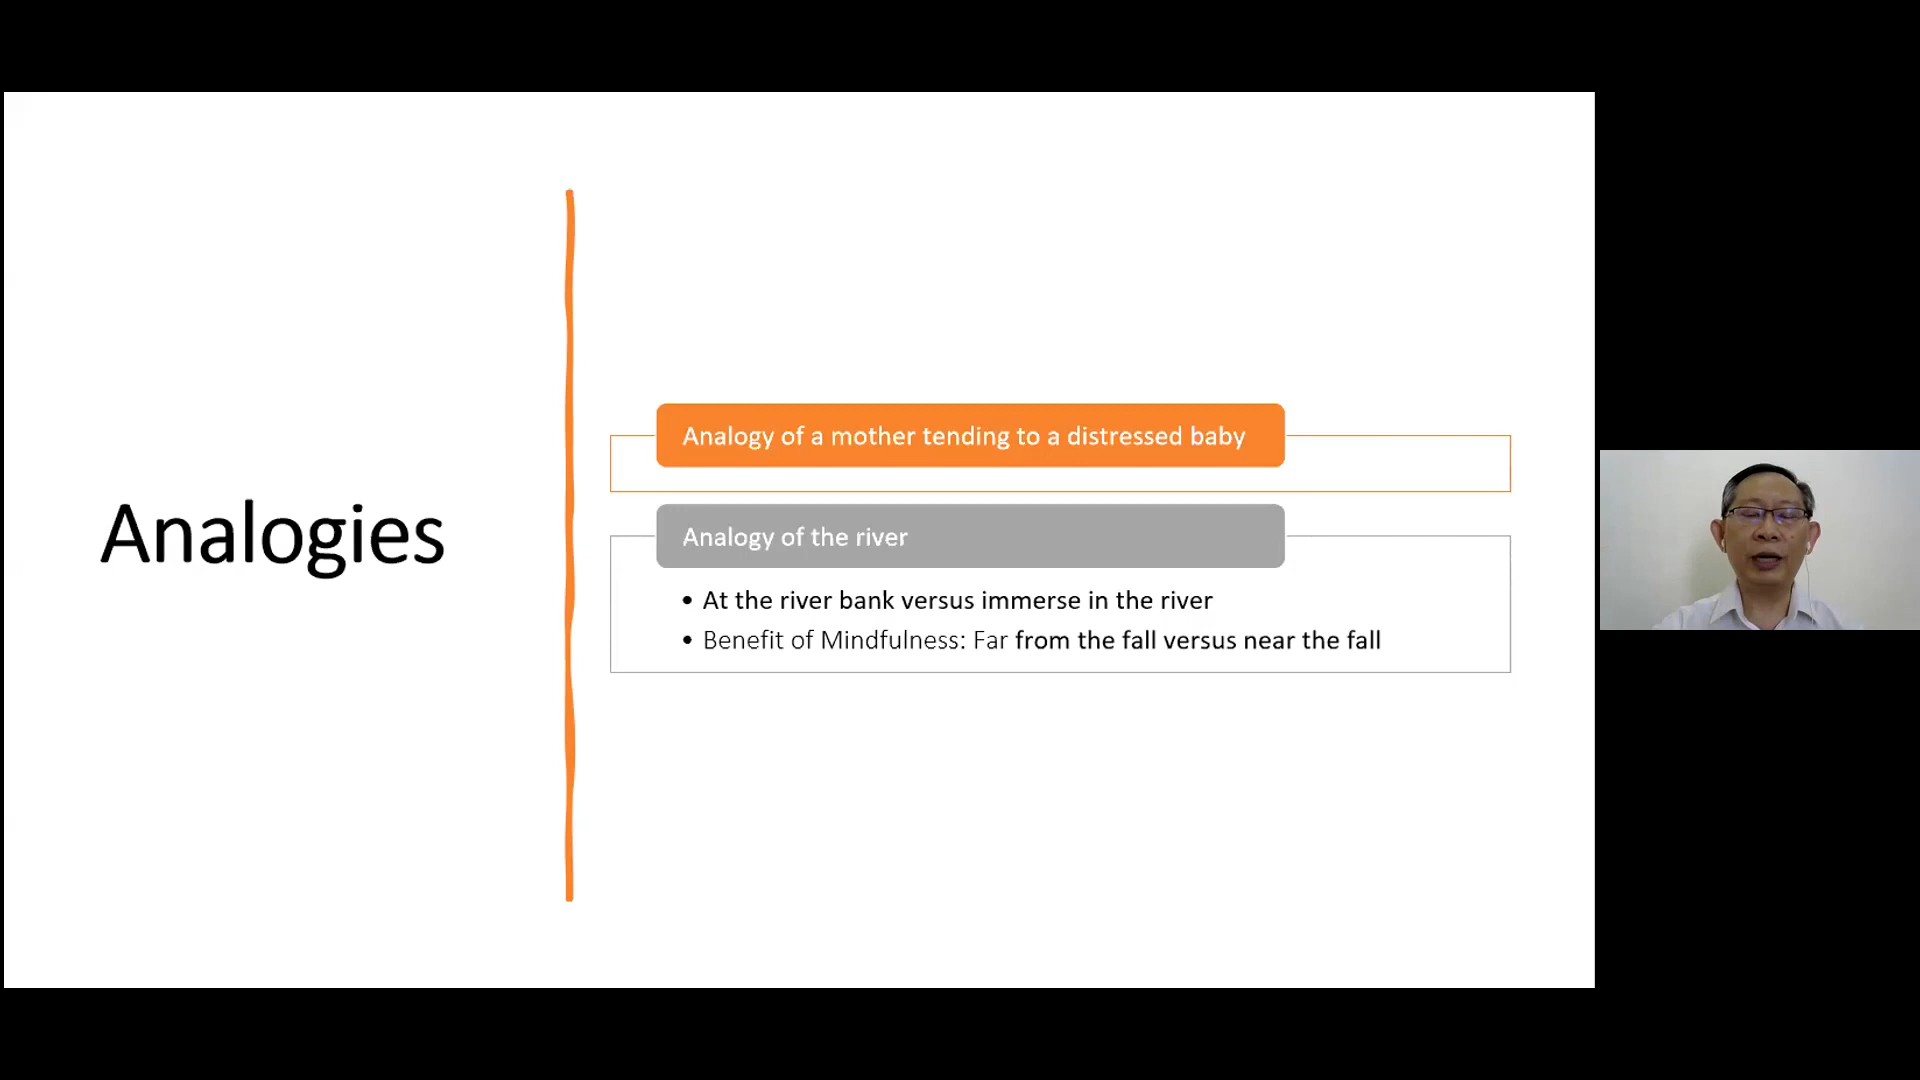 Analogies
Analogy of a mother tending to a distressed baby
Analogy of the river
• At the river bank versus immerse in the river
• Benefit of Mindfulness: Far from the fall versus near the fall